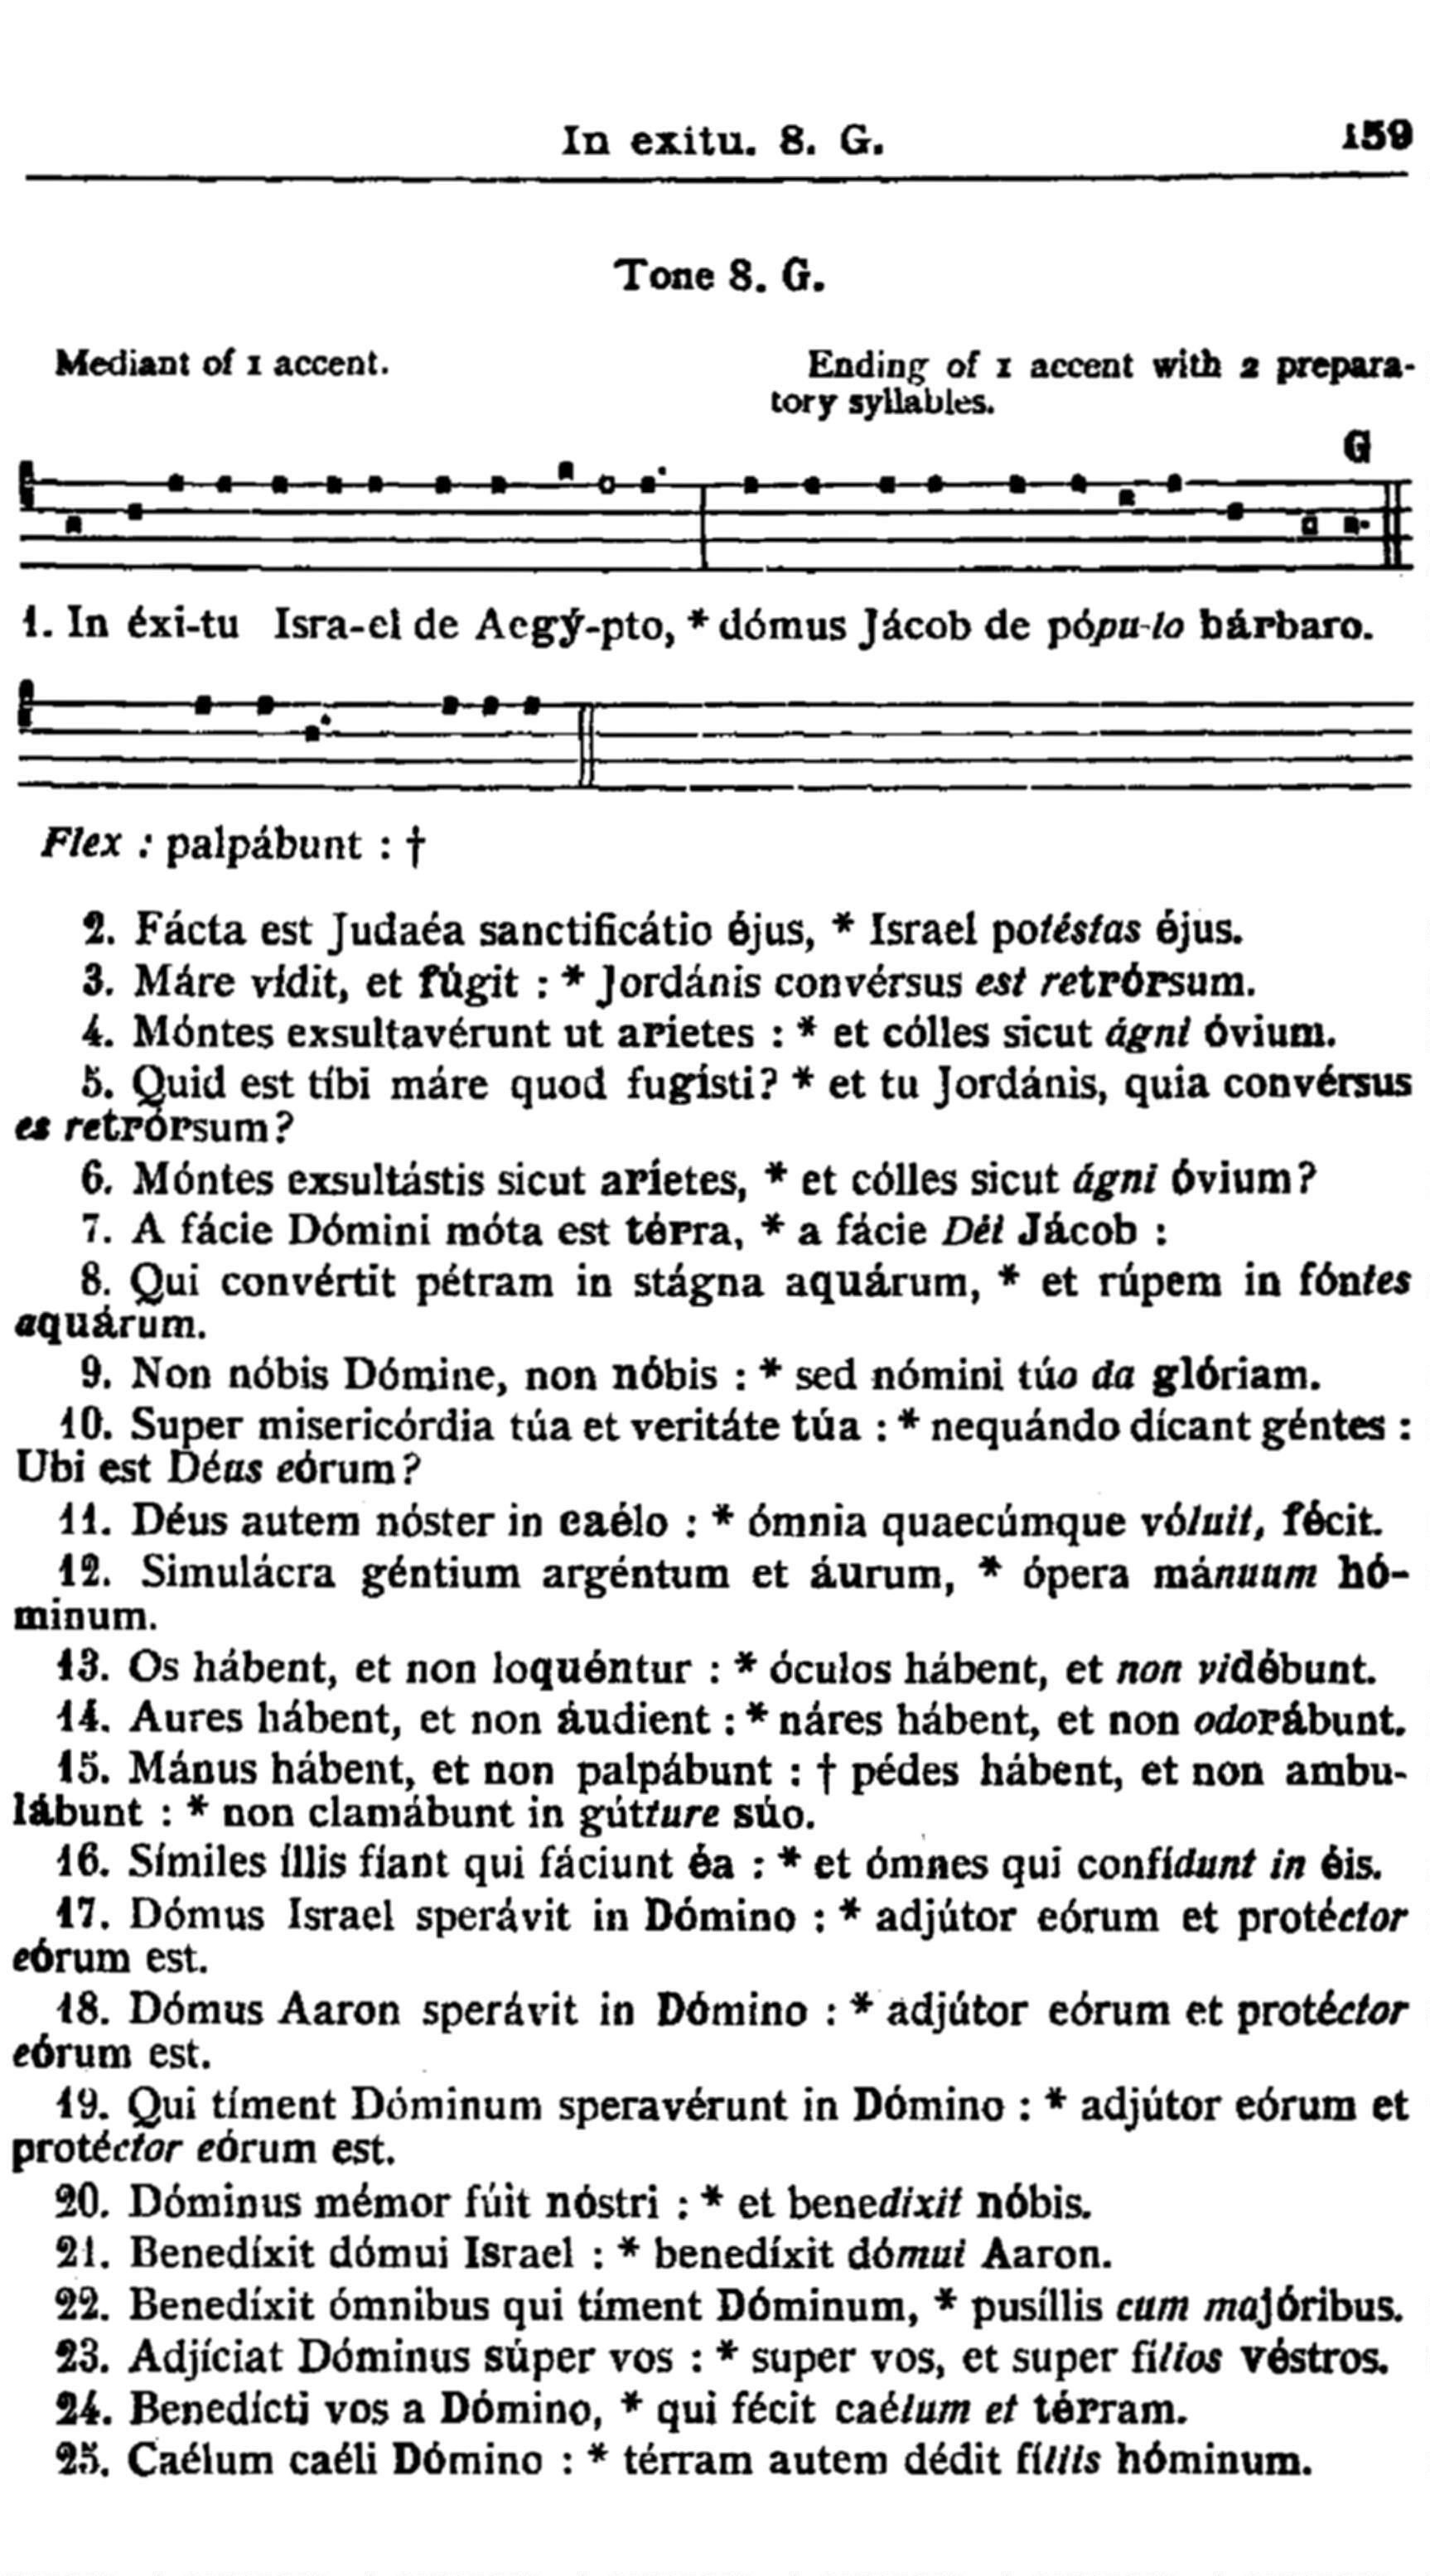 In exitu. 8. G. 159
Tone 8. G.
Mediant of 1 accent.
Ending of 1 accent with 2 prepara-
tory syllables.
G
1. In éxi-tu Isra-el de Aegý-pto, * dómus Jácob de pópu-lo bárbaro.
Flex : palpábunt : †
2. Fácta est Judaéa sanctificátio éjus, * Israel potéstas éjus.
3. Máre vídit, et fúgit : * Jordánis convérsus est retrórsum.
4. Móntes exsultavérunt ut aríetes : * et cólles sicut ágni óvium.
5. Quid est tíbi máre quod fugísti? * et tu Jordánis, quia convérsus
es retrórsum?
6. Móntes exsultástis sicut aríetes, * et cólles sicut ágni óvium?
7. A fácie Dómini móta est térra, * a fácie Déi Jácob :
8. Qui convértit pétram in stágna aquárum, * et rúpem in fóntes
aquárum.
9. Non nóbis Dómine, non nóbis : * sed nómini túo da glóriam.
10. Super misericórdia túa et veritáte túa : * nequándo dícant géntes :
Ubi est Déus eórum?
11. Déus autem nóster in caélo : * ómnia quaecúmque vóluit, fécit.
12. Simulácra géntium argéntum et áurum, * ópera mánuum hó-
minum.
13. Os hábent, et non loquéntur : * óculos hábent, et non vidébunt.
14. Aures hábent, et non áudient : * náres hábent, et non odorábunt.
15. Mánus hábent, et non palpábunt : † pédes hábent, et non ambu-
lábunt : * non clamábunt in gútture súo.
16. Símiles íllis fíant qui fáciunt éa : * et ómnes qui confídunt in éis.
17. Dómus Israel sperávit in Dómino : * adjútor eórum et protéctor
eórum est.
18. Dómus Aaron sperávit in Dómino : * adjútor eórum et protéctor
eórum est.
19. Qui tíment Dóminum speravérunt in Dómino : * adjútor eórum et
protéctor eórum est.
20. Dóminus mémor fúit nóstri : * et benedíxit nóbis.
21. Benedíxit dómui Israel : * benedíxit dómui Aaron.
22. Benedíxit ómnibus qui tíment Dóminum, * pusíllis cum majóribus.
23. Adjíciat Dóminus súper vos : * super vos, et super fílios véstros.
24. Benedícti vos a Dómino, * qui fécit caélum et térram.
25. Caélum caéli Dómino : * térram autem dédit fíliis hóminum.